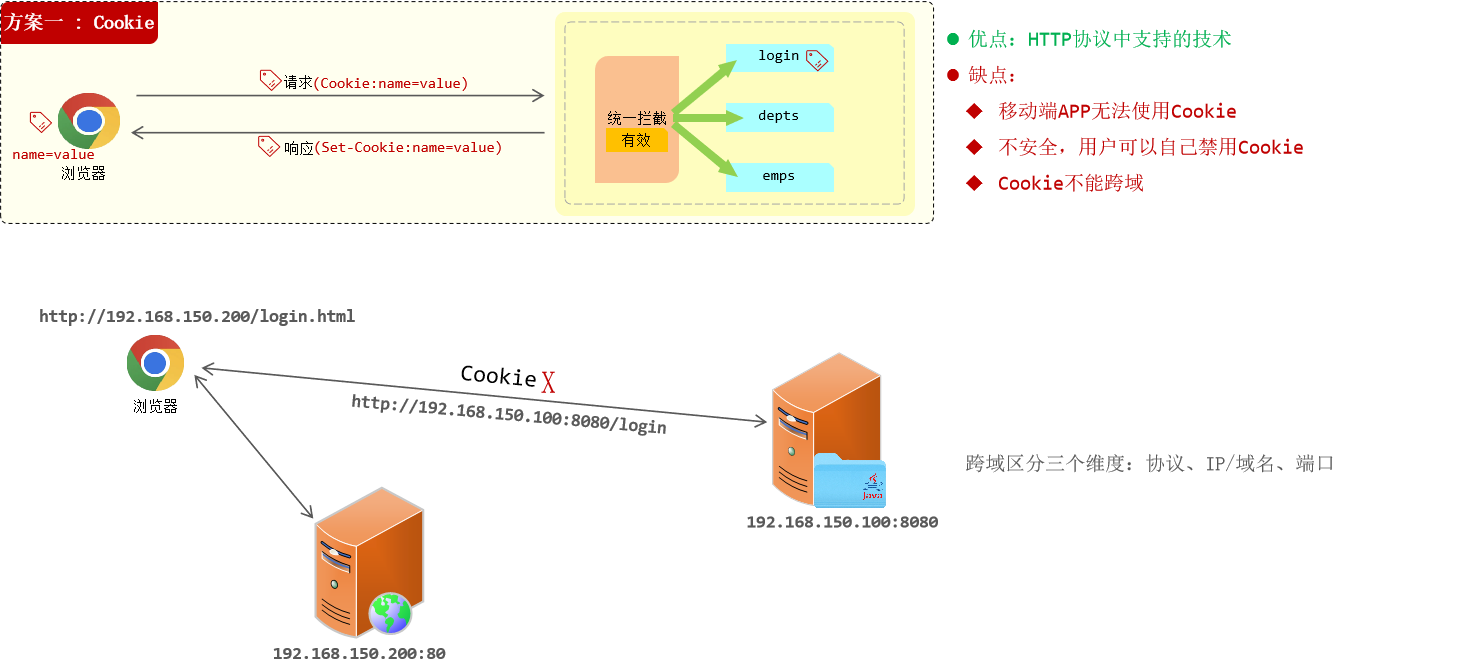 方案一 : Cookie
请求(Cookie:name=value)
响应(Set-Cookie:name=value)
name=value
浏览器
统一拦截
有效
login
depts
emps
优点：HTTP协议中支持的技术
缺点：
移动端APP无法使用Cookie
不安全，用户可以自己禁用Cookie
Cookie不能跨域
http://192.168.150.200/login.html
浏览器
Cookie X
http://192.168.150.100:8080/login
Java
192.168.150.100:8080
跨域区分三个维度：协议、IP/域名、端口
192.168.150.200:80